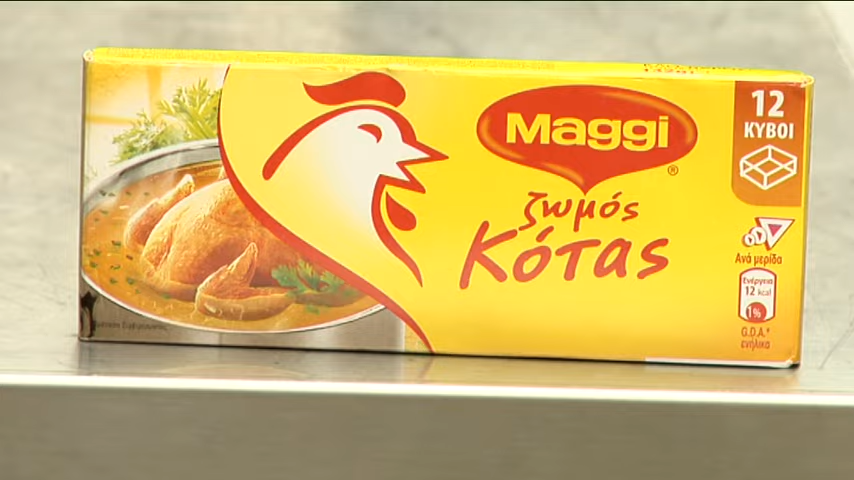 Maggi
®
ζωμός
Κότας
12
ΚΥΒΟΙ
Ανά μερίδα
Ενέργεια
12 kcal
1%
G.D.A.*
ενήλικα